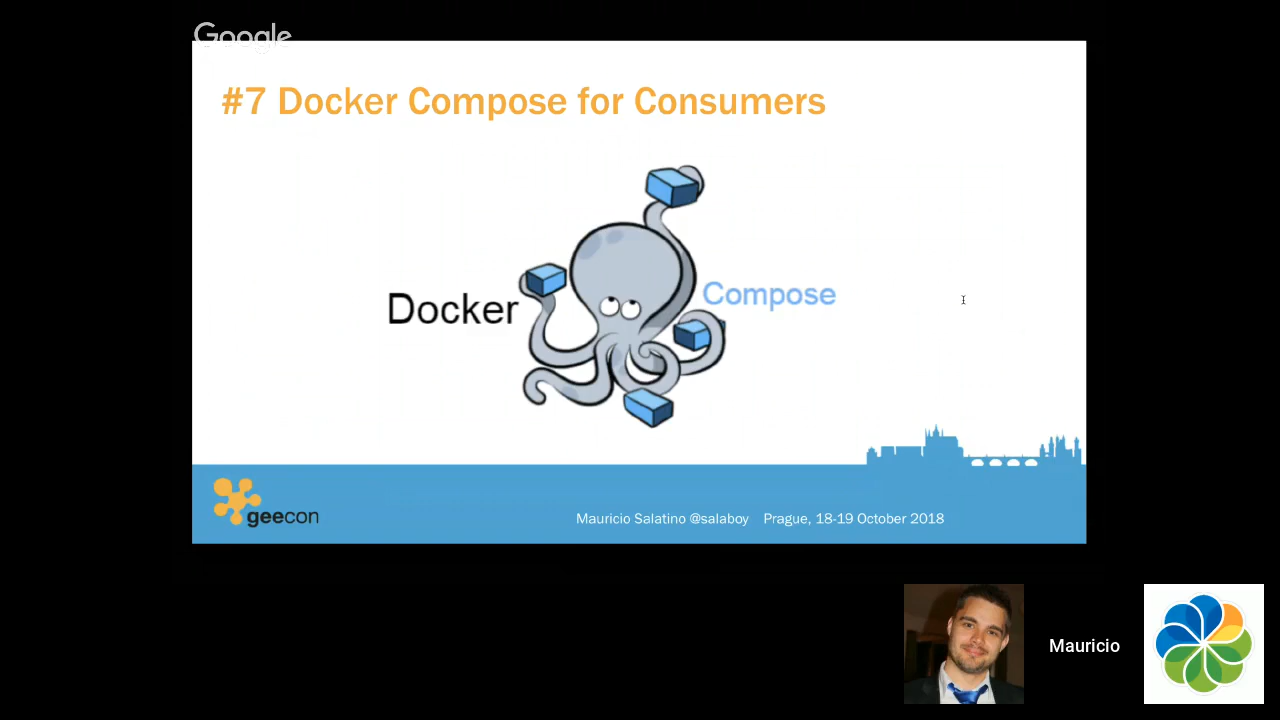 Google
#7 Docker Compose for Consumers
Docker
Compose
geecon
Mauricio Salatino @salaboy Prague, 18-19 October 2018
Mauricio